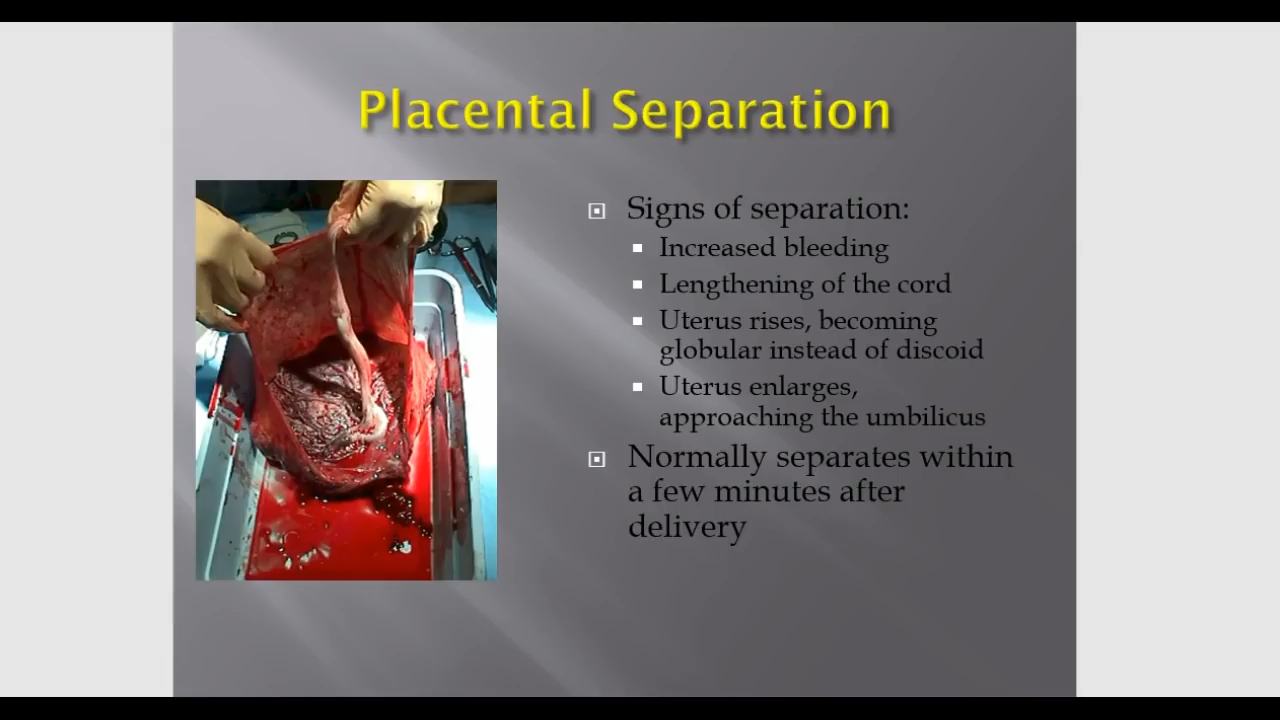 Placental Separation
Signs of separation:
Increased bleeding
Lengthening of the cord
Uterus rises, becoming
globular instead of discoid
Uterus enlarges,
approaching the umbilicus
Normally separates within
a few minutes after
delivery